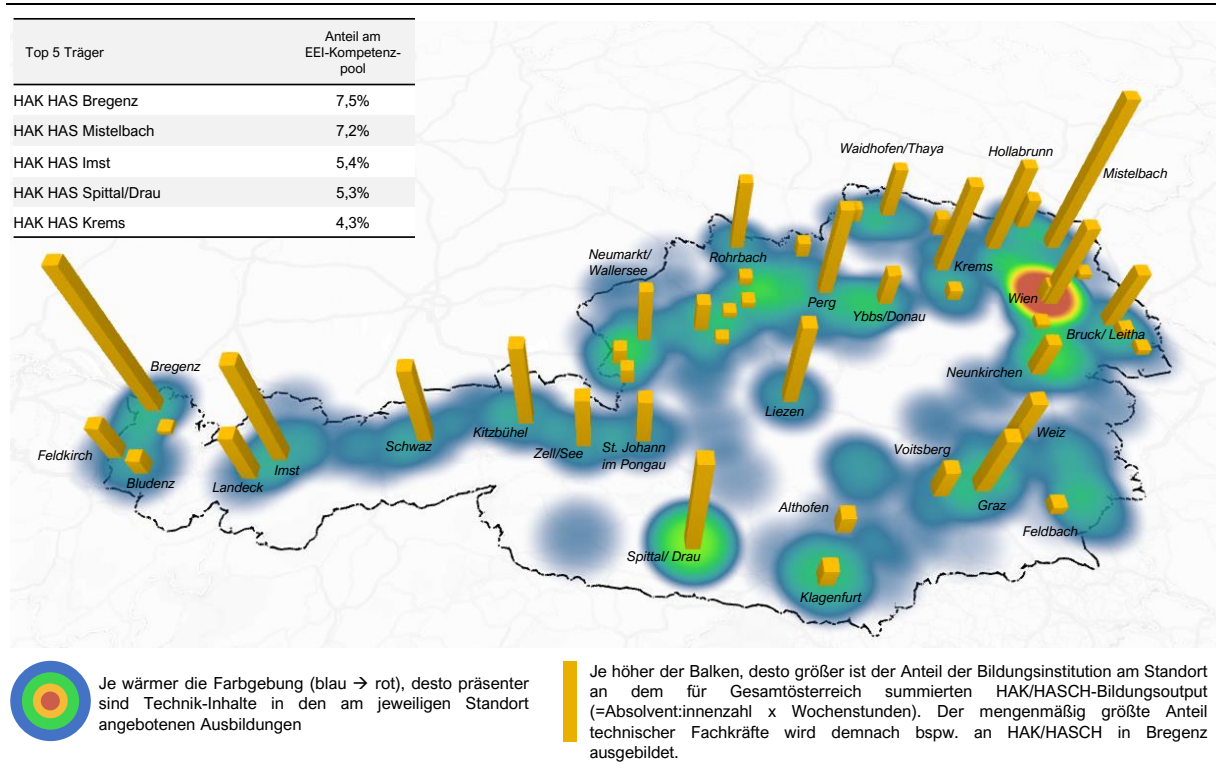 Top 5 Träger
Anteil am
EEI-Kompetenz-
pool
HAK HAS Bregenz 7,5%
HAK HAS Mistelbach 7,2%
HAK HAS Imst 5,4%
HAK HAS Spittal/Drau 5,3%
HAK HAS Krems 4,3%
Waidhofen/Thaya
Hollabrunn
Mistelbach
Neumarkt/
Wallersee
Rohrbach
Krems
Perg
Ybbs/Donau
Wien
Bruck/ Leitha
Neunkirchen
Bregenz
Feldkirch
Bludenz
Landeck
Imst
Schwaz
Kitzbühel
Zell/See
St. Johann
im Pongau
Liezen
Voitsberg
Weiz
Graz
Feldbach
Althofen
Spittal/ Drau
Klagenfurt
Je wärmer die Farbgebung (blau → rot), desto präsenter
sind Technik-Inhalte in den am jeweiligen Standort
angebotenen Ausbildungen
Je höher der Balken, desto größer ist der Anteil der Bildungsinstitution am Standort
an dem für Gesamtösterreich summierten HAK/HASCH-Bildungsoutput
(=Absolvent:innenzahl x Wochenstunden). Der mengenmäßig größte Anteil
technischer Fachkräfte wird demnach bspw. an HAK/HASCH in Bregenz
ausgebildet.